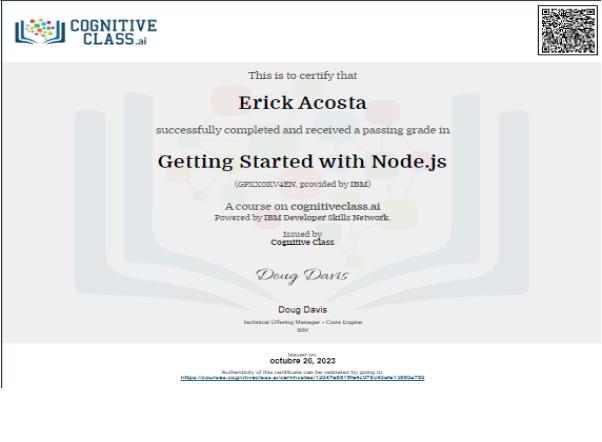 COGNITIVE
CLASS.ai
This is to certify that
Erick Acosta
successfully completed and received a passing grade in
Getting Started with Node.js
(GPXX0KV4EN, provided by IBM)
A course on cognitiveclass.ai
Powered by IBM Developer Skills Network.
Issued by
Cognitive Class
Doug Davis
Doug Davis
Technical Offering Manager - Code Engine
IBM
Issued on:
octubre 20, 2023
Authenticity of this certificate can be validated by going to: